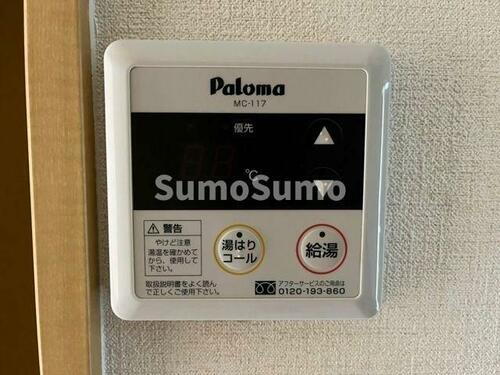 Paloma
MC-117
優先
℃
SumoSumo
警告
やけど注意
湯温を確かめて
から、使用して
下さい。
取扱説明書をよく読ん
で正しくご使用下さい。
湯はり
コール
給湯
アフターサービスのご用命は
0120-193-860